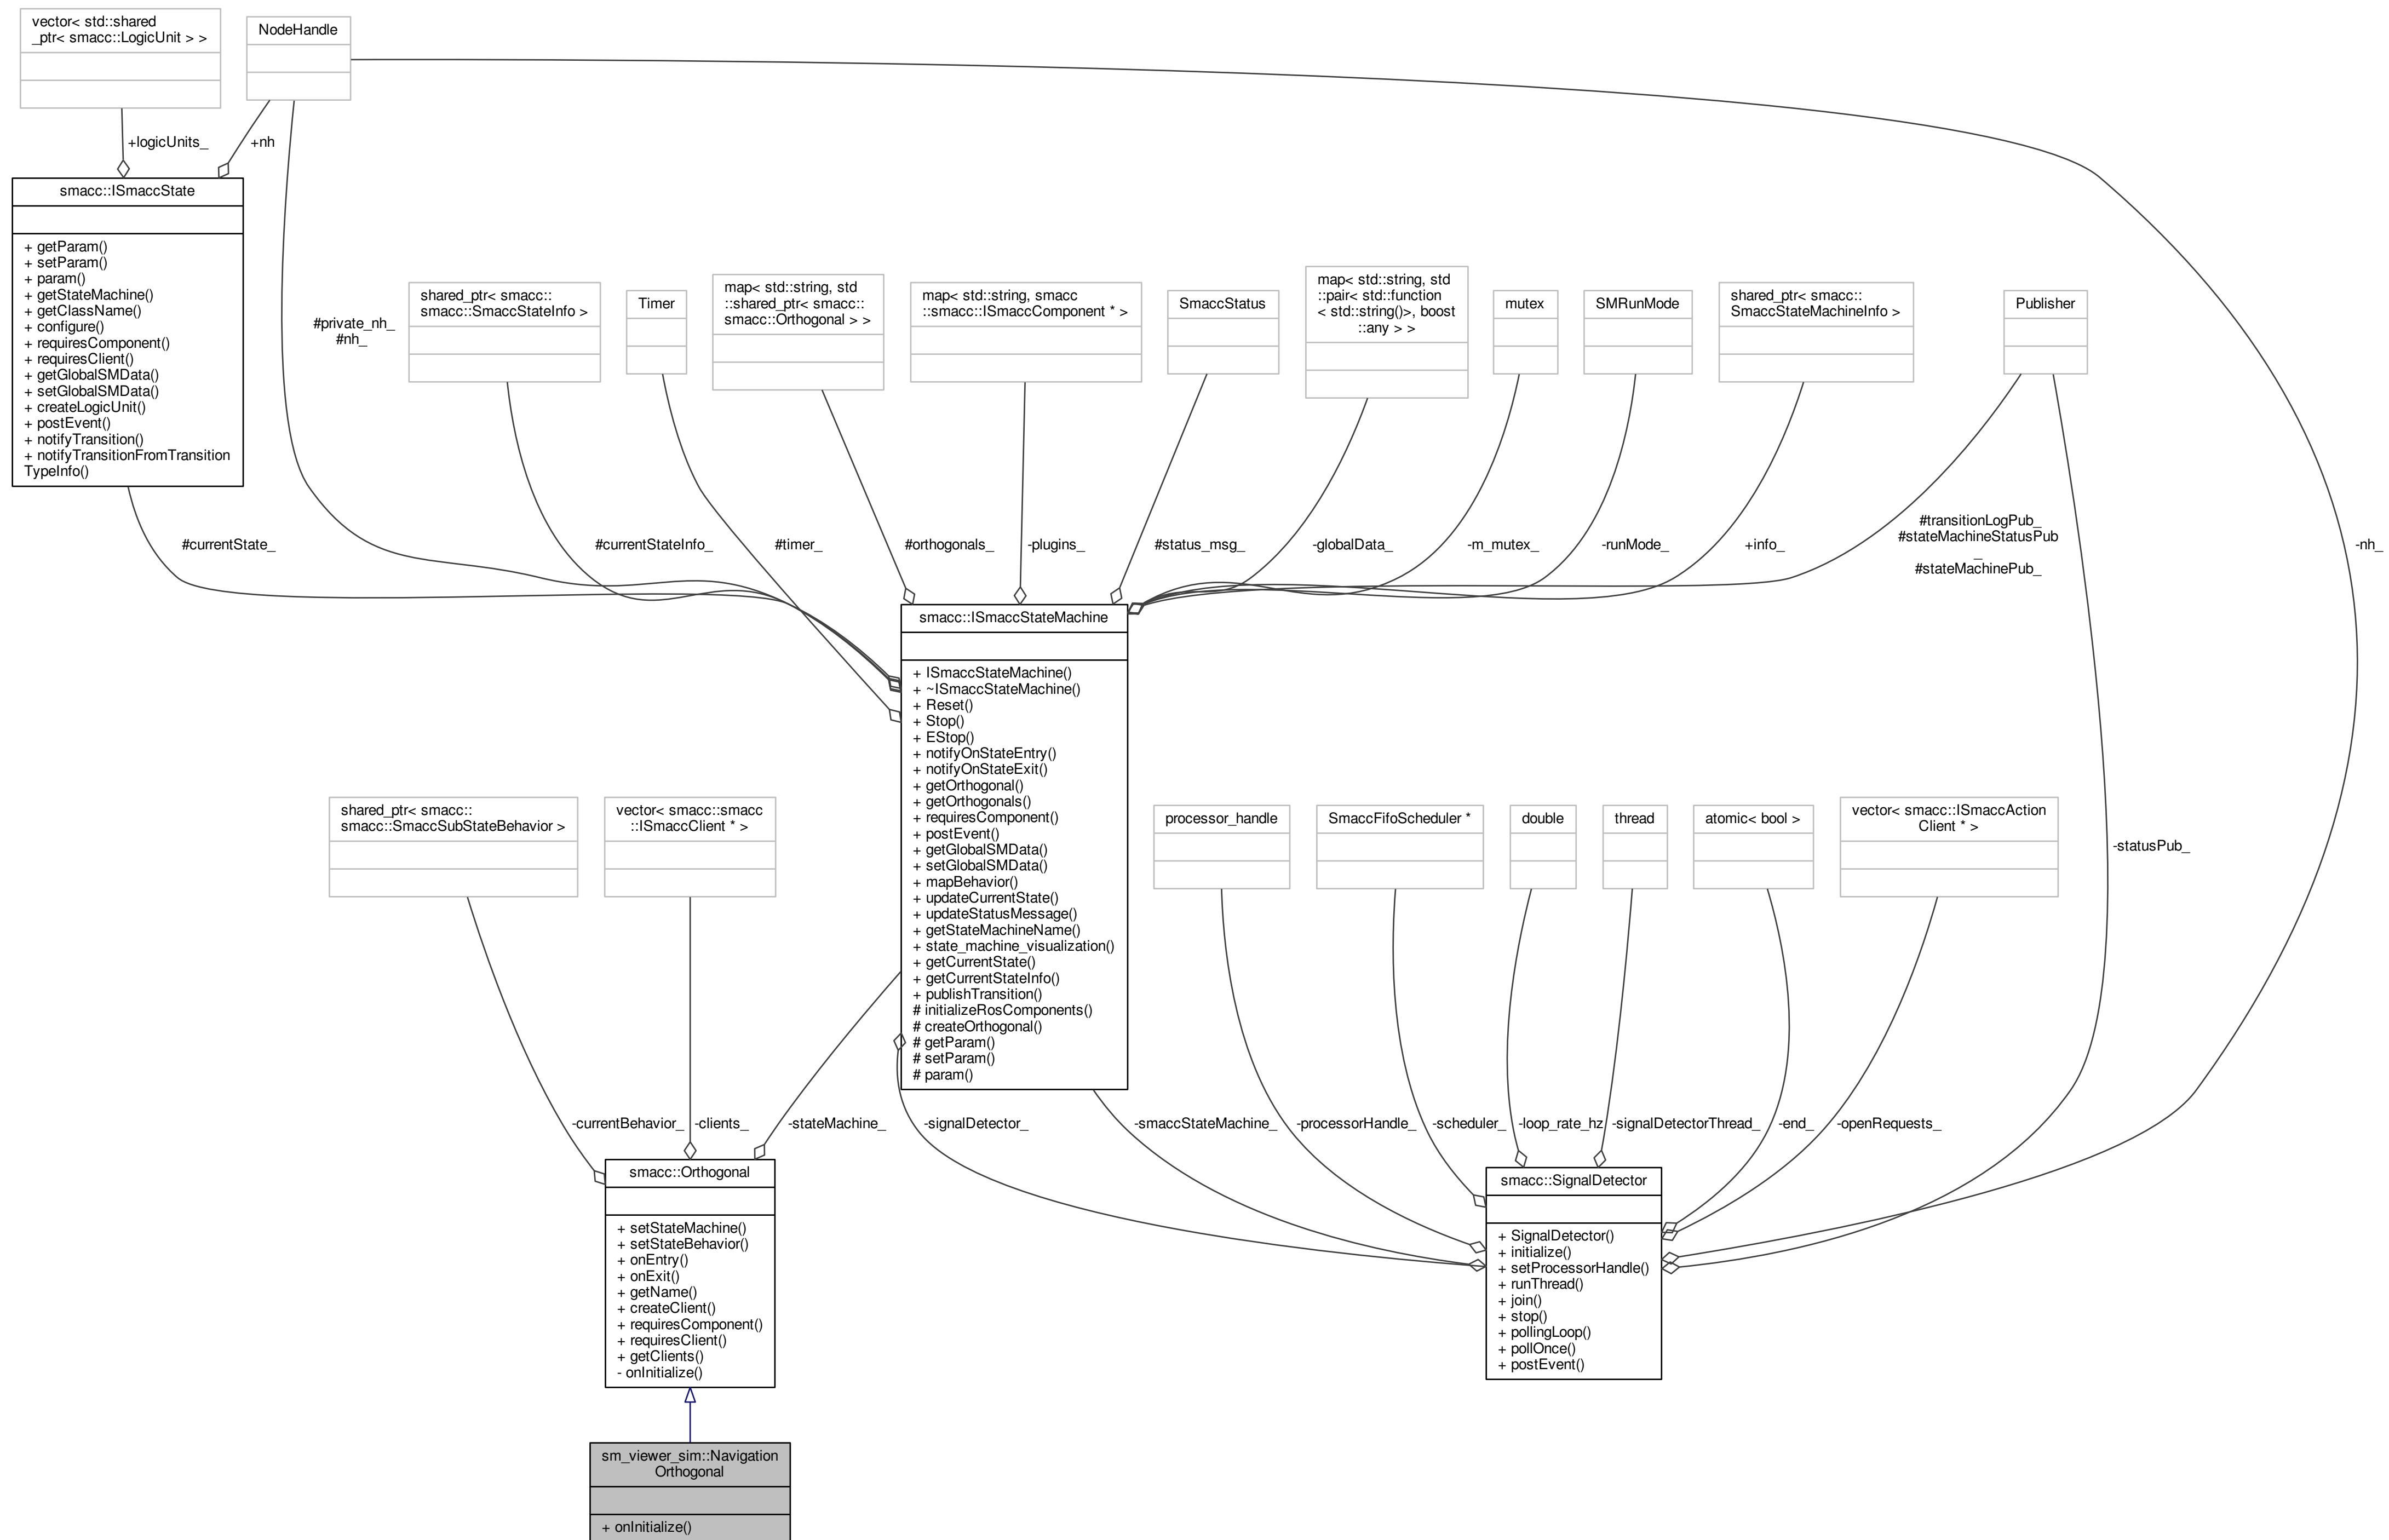 vector< std::shared
_ptr< smacc::LogicUnit > >
NodeHandle
+logicUnits_
+nh
smacc::ISmaccState
+ getParam()
+ setParam()
+ param()
+ getStateMachine()
+ getClassName()
+ configure()
+ requiresComponent()
+ requiresClient()
+ getGlobalSMData()
+ setGlobalSMData()
+ createLogicUnit()
+ postEvent()
+ notifyTransition()
+ notifyTransitionFromTransition
TypeInfo()
#private_nh_
#nh_
shared_ptr< smacc::
smacc::SmaccStateInfo >
Timer
map< std::string, std
::shared_ptr< smacc::
smacc::Orthogonal > >
map< std::string, smacc
::smacc::ISmaccComponent * >
SmaccStatus
map< std::string, std
::pair< std::function
< std::string()>, boost
::any > >
mutex
SMRunMode
shared_ptr< smacc::
SmaccStateMachineInfo >
Publisher
#currentState_
#currentStateInfo_
#timer_
#orthogonals_
-plugins_
#status_msg_
-globalData_
-m_mutex_
-runMode_
+info_
#transitionLogPub_
#stateMachineStatusPub
_
#stateMachinePub_
-nh_
smacc::ISmaccStateMachine
+ ISmaccStateMachine()
+ ~ISmaccStateMachine()
+ Reset()
+ Stop()
+ EStop()
+ notifyOnStateEntry()
+ notifyOnStateExit()
+ getOrthogonal()
+ getOrthogonals()
+ requiresComponent()
+ postEvent()
+ getGlobalSMData()
+ setGlobalSMData()
+ mapBehavior()
+ updateCurrentState()
+ updateStatusMessage()
+ getStateMachineName()
+ state_machine_visualization()
+ getCurrentState()
+ getCurrentStateInfo()
+ publishTransition()
# initializeRosComponents()
# createOrthogonal()
# getParam()
# setParam()
# param()
shared_ptr< smacc::
smacc::SmaccSubStateBehavior >
vector< smacc::smacc
::ISmaccClient * >
processor_handle
SmaccFifoScheduler *
double
thread
atomic< bool >
vector< smacc::ISmaccAction
Client * >
-statusPub_
-currentBehavior_
-clients_
-stateMachine_
-signalDetector_
-smaccStateMachine_
-processorHandle_
-scheduler_
-loop_rate_hz
-signalDetectorThread_
-end_
-openRequests_
smacc::Orthogonal
+ setStateMachine()
+ setStateBehavior()
+ onEntry()
+ onExit()
+ getName()
+ createClient()
+ requiresComponent()
+ requiresClient()
+ getClients()
- onInitialize()
smacc::SignalDetector
+ SignalDetector()
+ initialize()
+ setProcessorHandle()
+ runThread()
+ join()
+ stop()
+ pollingLoop()
+ pollOnce()
+ postEvent()
sm_viewer_sim::Navigation
Orthogonal
+ onInitialize()